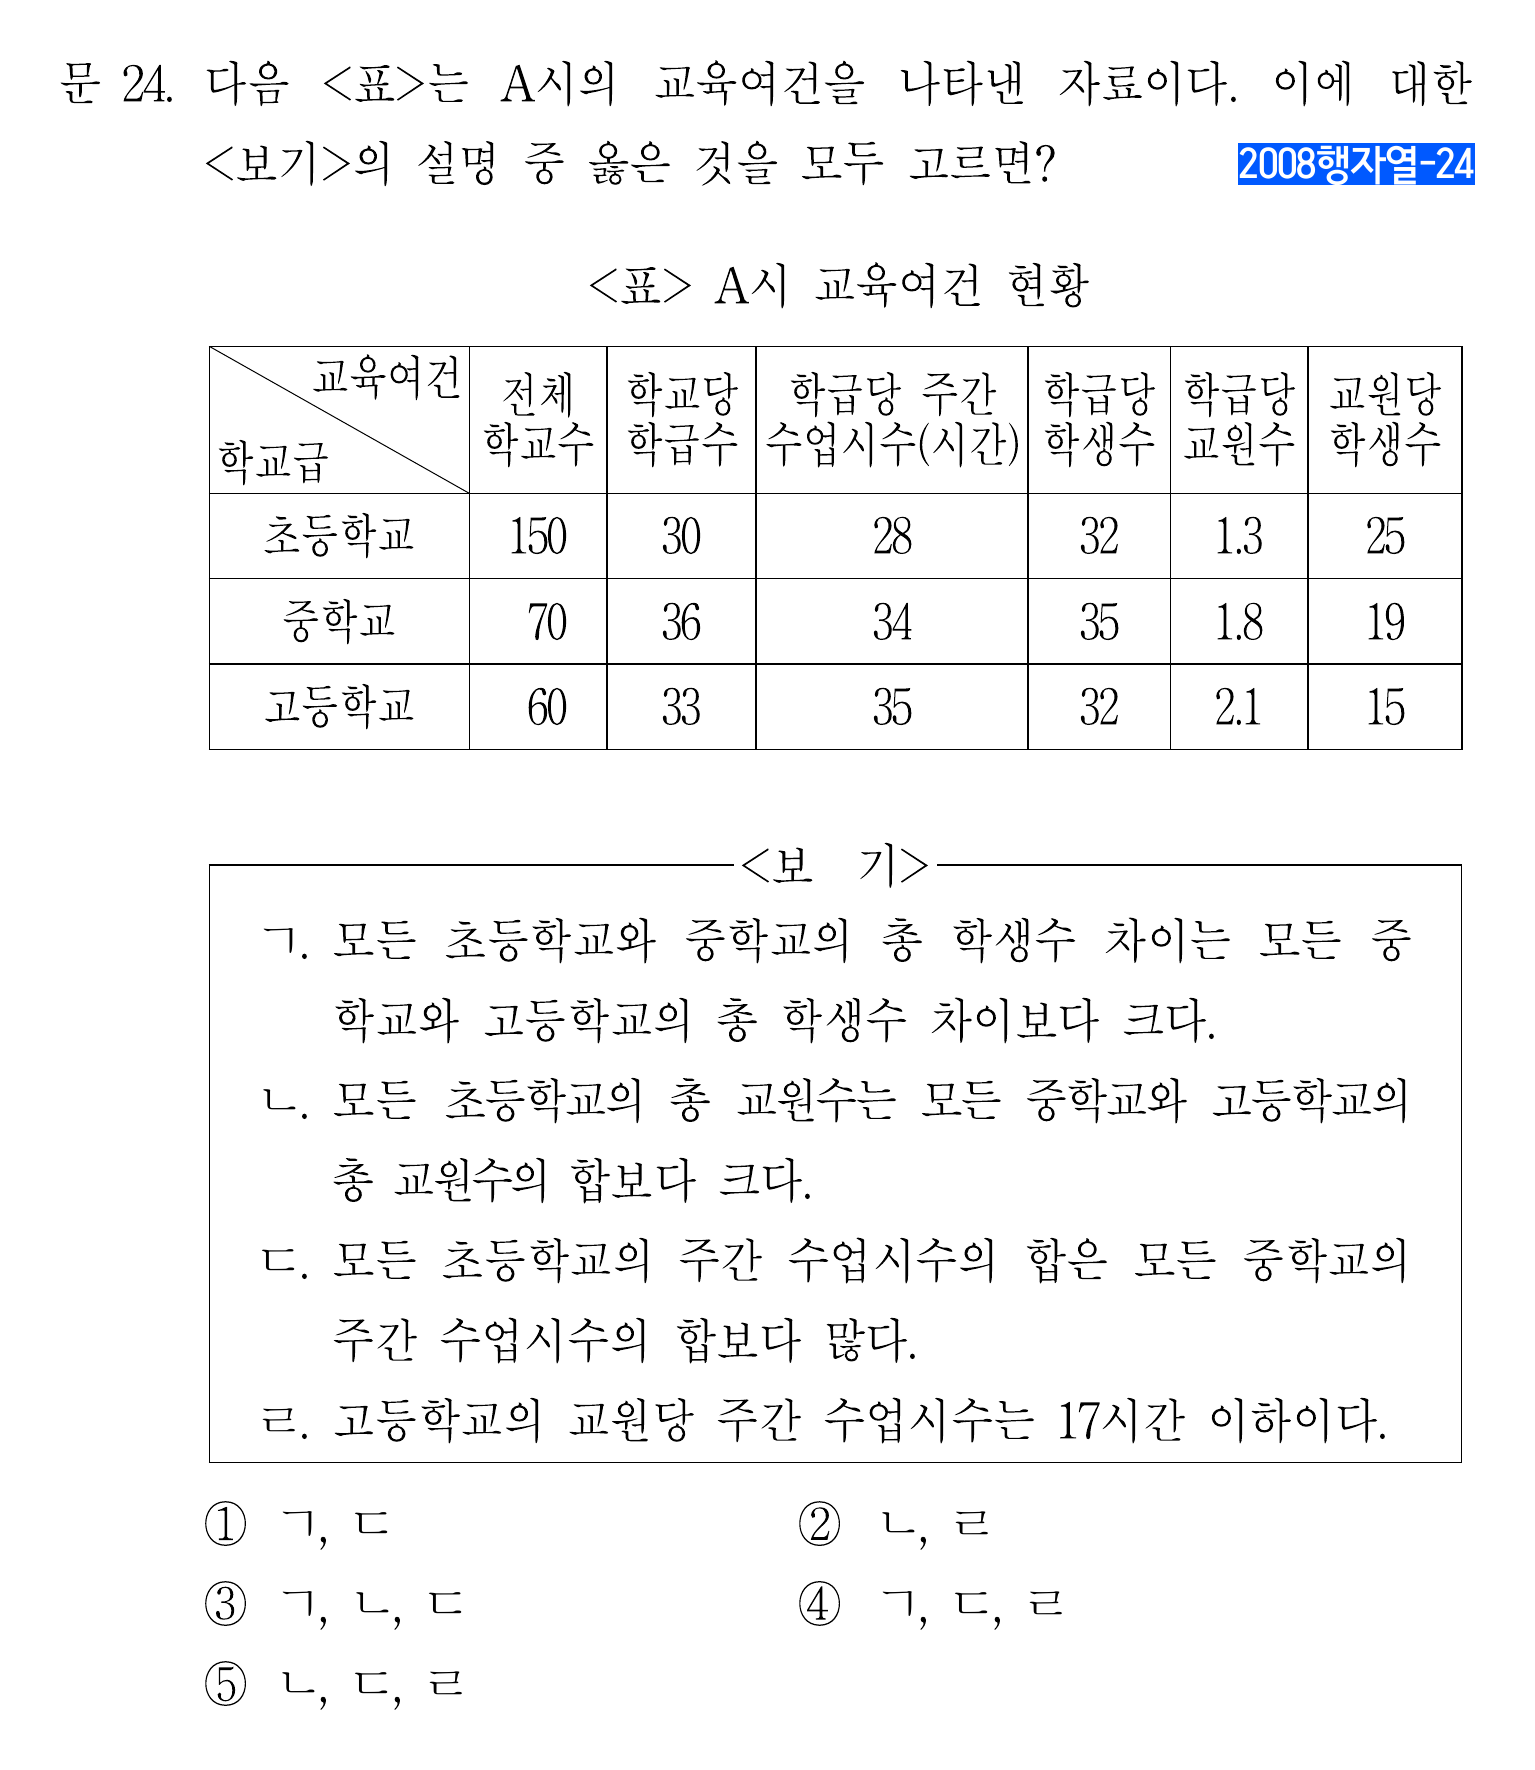 문 24. 다음 <표>는 A시의 교육여건을 나타낸 자료이다. 이에 대한
<보기>의 설명 중 옳은 것을 모두 고르면?
2008행자열-24
<표> A시 교육여건 현황
교육여건
학교급
전체 학교당 학급당 주간 학급당 학급당 교원당
학교수 학급수 수업시수(시간) 학생수 교원수 학생수
초등학교 150 30 28 32 1.3 25
중학교 70 36 34 35 1.8 19
고등학교 60 33 35 32 2.1 15
<보 기>
ㄱ. 모든 초등학교와 중학교의 총 학생수 차이는 모든 중
학교와 고등학교의 총 학생수 차이보다 크다.
ㄴ. 모든 초등학교의 총 교원수는 모든 중학교와 고등학교의
총 교원수의 합보다 크다.
ㄷ. 모든 초등학교의 주간 수업시수의 합은 모든 중학교의
주간 수업시수의 합보다 많다.
ㄹ. 고등학교의 교원당 주간 수업시수는 17시간 이하이다.
① ㄱ, ㄷ ② ㄴ, ㄹ
③ ㄱ, ㄴ, ㄷ ④ ㄱ, ㄷ, ㄹ
⑤ ㄴ, ㄷ, ㄹ